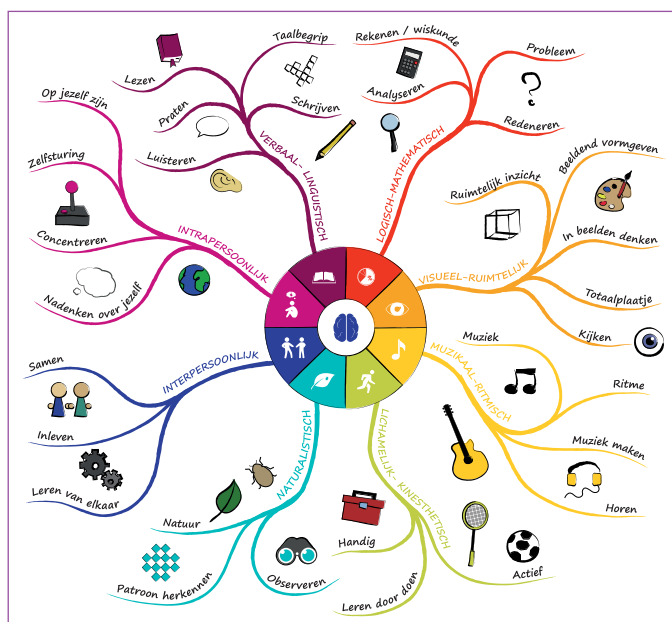 Taalbegrip
Lezen
Praten
Schrijven
Luisteren
VERBAAL- LINGUISTISCH
Rekenen / wiskunde
Probleem
Analyseren
Redeneren
LOGISCH-MATHEMATISCH
Beeldend vormgeven
Ruimtelijk inzicht
In beelden denken
Totaalplaatje
Kijken
VISUEEL-RUIMTELIJK
Muziek
Ritme
Muziek maken
Horen
MUZIKAAL-RITMISCH
LICHAMELIJK - KINESTHETISCH
Handig
Actief
Leren door doen
NATURALISTISCH
Natuur
Observeren
Patroon herkennen
INTERPERSOONLIJK
Samen
Inleven
Leren van elkaar
INTRAPERSOONLIJK
Op jezelf zijn
Zelfsturing
Concentreren
Nadenken over jezelf